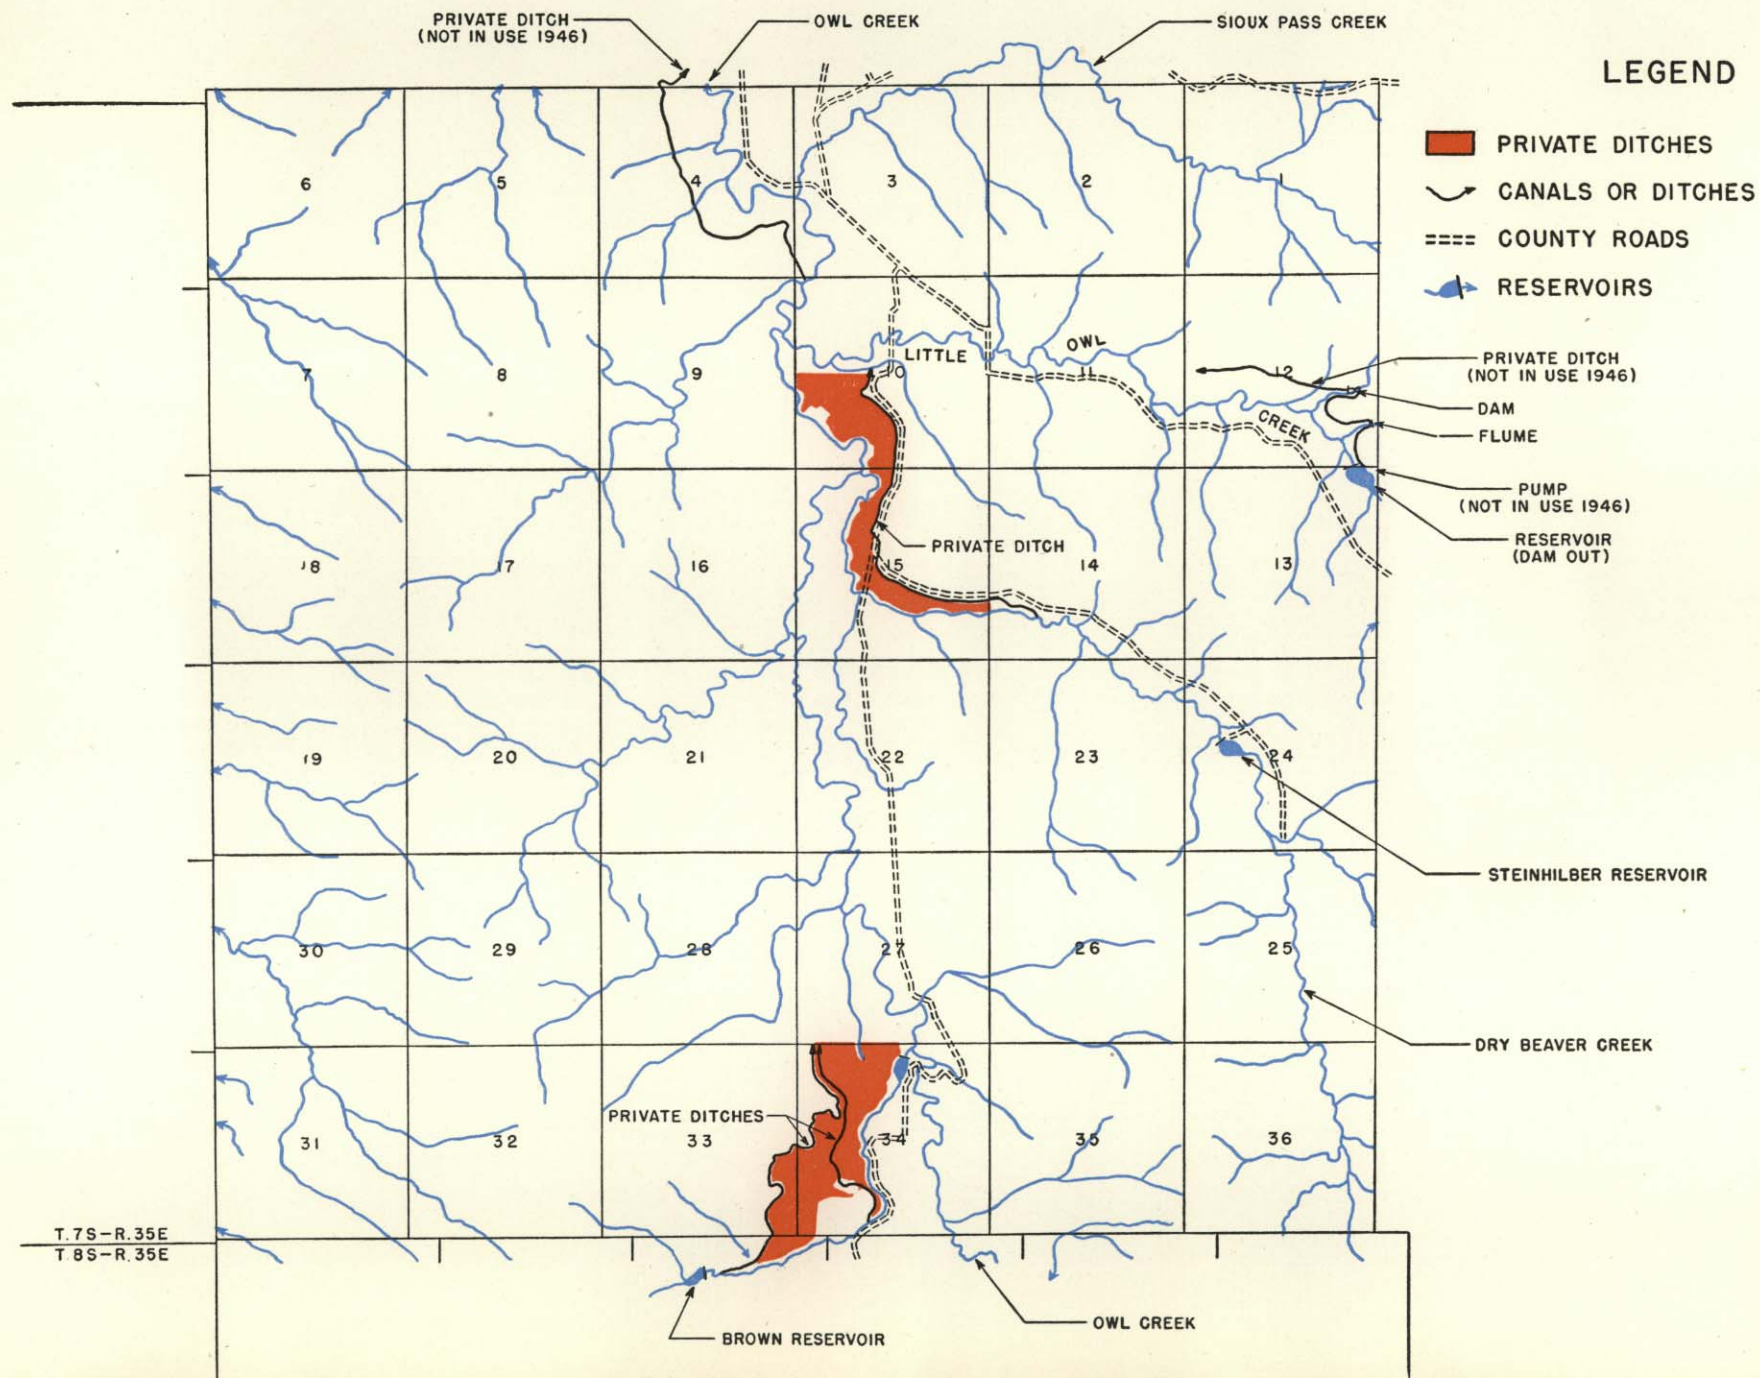 PRIVATE DITCH
(NOT IN USE 1946)
OWL CREEK
SIOUX PASS CREEK
LEGEND
PRIVATE DITCHES
CANALS OR DITCHES
COUNTY ROADS
RESERVOIRS
6
5
4
3
2
1
7
8
9
10
11
12
LITTLE
OWL
CREEK
PRIVATE DITCH
(NOT IN USE 1946)
DAM
FLUME
PUMP
(NOT IN USE 1946)
RESERVOIR
(DAM OUT)
PRIVATE DITCH
18
17
16
15
14
13
19
20
21
22
23
24
STEINHILBER RESERVOIR
30
29
28
27
26
25
DRY BEAVER CREEK
PRIVATE DITCHES
31
32
33
34
35
36
T.7S-R.35E
T.8S-R.35E
BROWN RESERVOIR
OWL CREEK